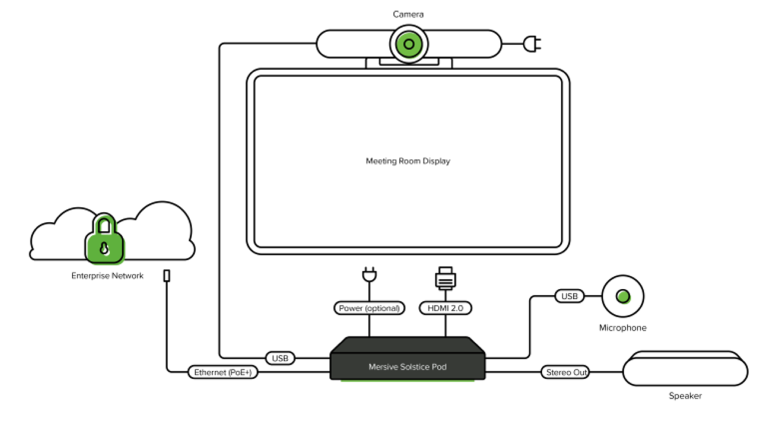 Camera
Meeting Room Display
Enterprise Network
Power (optional)
HDMI 2.0
USB
Microphone
USB
Mersive Solstice Pod
Ethernet (PoE+)
Stereo Out
Speaker